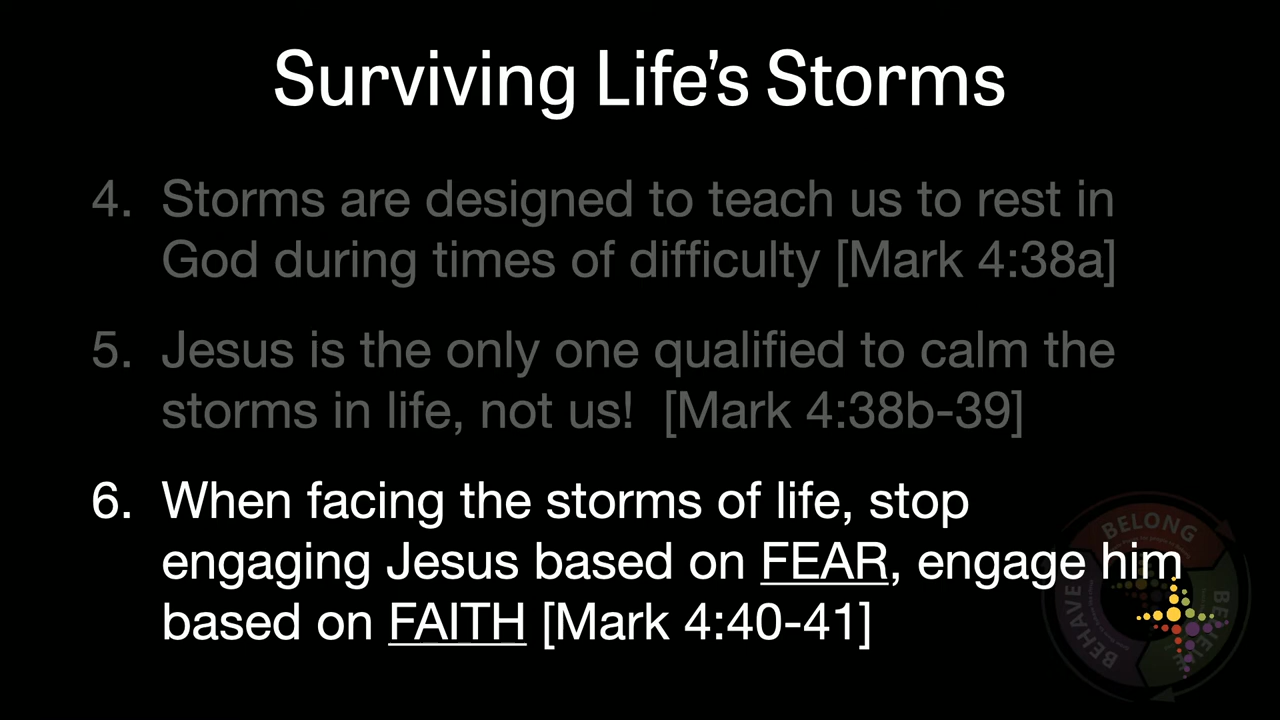 Surviving Life’s Storms
4. Storms are designed to teach us to rest in
God during times of difficulty [Mark 4:38a]
5. Jesus is the only one qualified to calm the
storms in life, not us!  [Mark 4:38b-39]
6. When facing the storms of life, stop
engaging Jesus based on FEAR, engage him
based on FAITH [Mark 4:40-41]
BELONG
BEHAVE